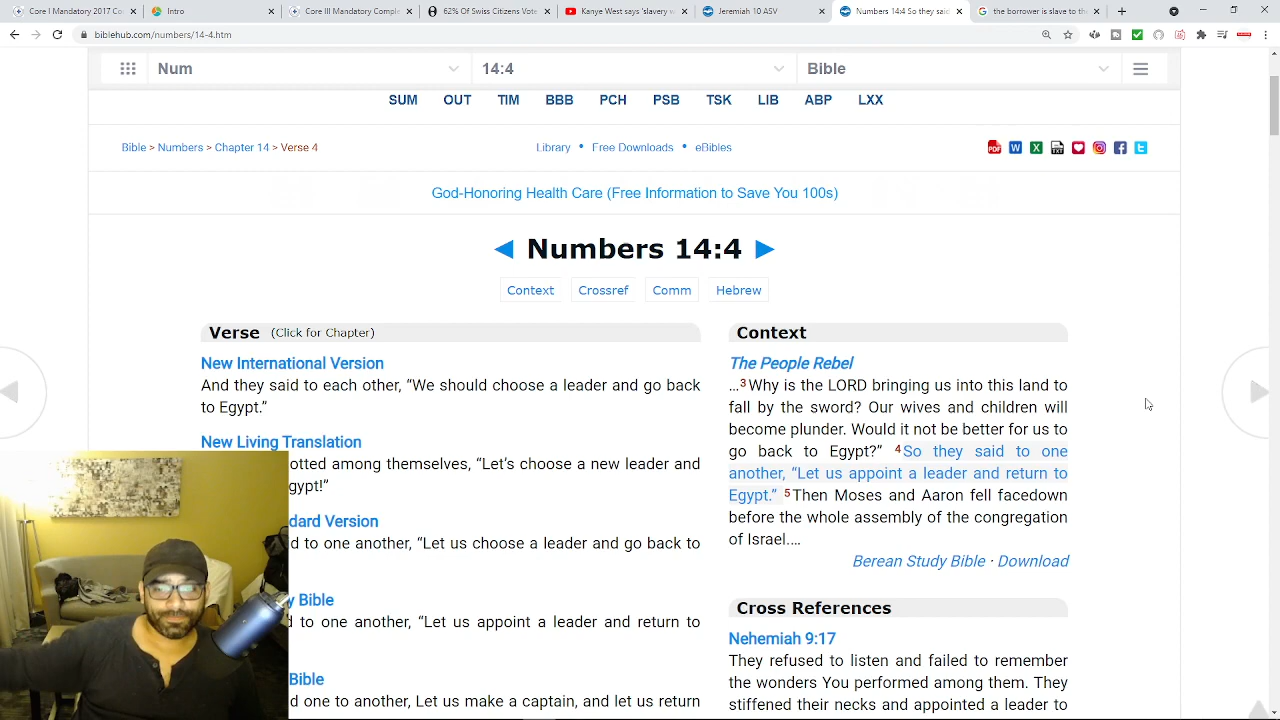 Core I Mandatory 2017 Co
Intro
Core III Mandatory Comple
62% Of Swiss Citizens Vote
Kanye West says 'slavery w
Jeremiah 10 ASV
Numbers 14:4 So they said
the borrower is slave to the
biblehub.com/numbers/14-4.htm
Num 14:4 Bible
SUM OUT TIM BBB PCH PSB TSK LIB ABP LXX
Bible > Numbers > Chapter 14 > Verse 4
Library • Free Downloads • eBibles
God-Honoring Health Care (Free Information to Save You 100s)
◄ Numbers 14:4 ►
Context Crossref Comm Hebrew
Verse (Click for Chapter)
New International Version
And they said to each other, “We should choose a leader and go back
to Egypt.”
New Living Translation
otted among themselves, “Let’s choose a new leader and
gypt!”
dard Version
d to one another, “Let us choose a leader and go back to
y Bible
d to one another, “Let us appoint a leader and return to
Bible
d one to another, Let us make a captain, and let us return
Context
The People Rebel
…3Why is the LORD bringing us into this land to
fall by the sword? Our wives and children will
become plunder. Would it not be better for us to
go back to Egypt?” 4So they said to one
another, “Let us appoint a leader and return to
Egypt.” 5Then Moses and Aaron fell facedown
before the whole assembly of the congregation
of Israel.…
Berean Study Bible · Download
Cross References
Nehemiah 9:17
They refused to listen and failed to remember
the wonders You performed among them. They
stiffened their necks and appointed a leader to